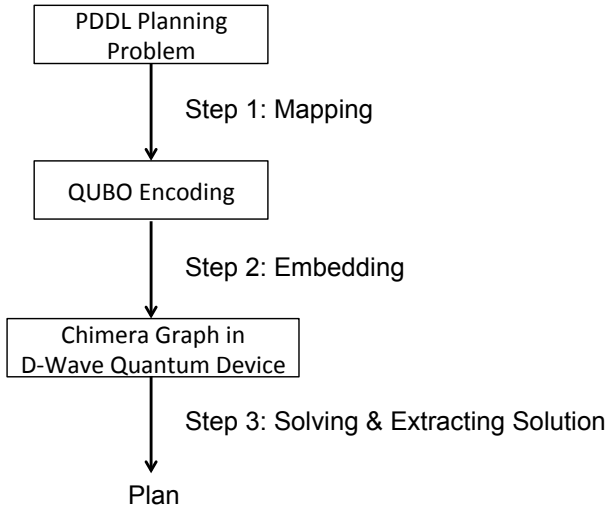 PDDL Planning
Problem
Step 1: Mapping
QUBO Encoding
Step 2: Embedding
Chimera Graph in
D-Wave Quantum Device
Step 3: Solving & Extracting Solution
Plan